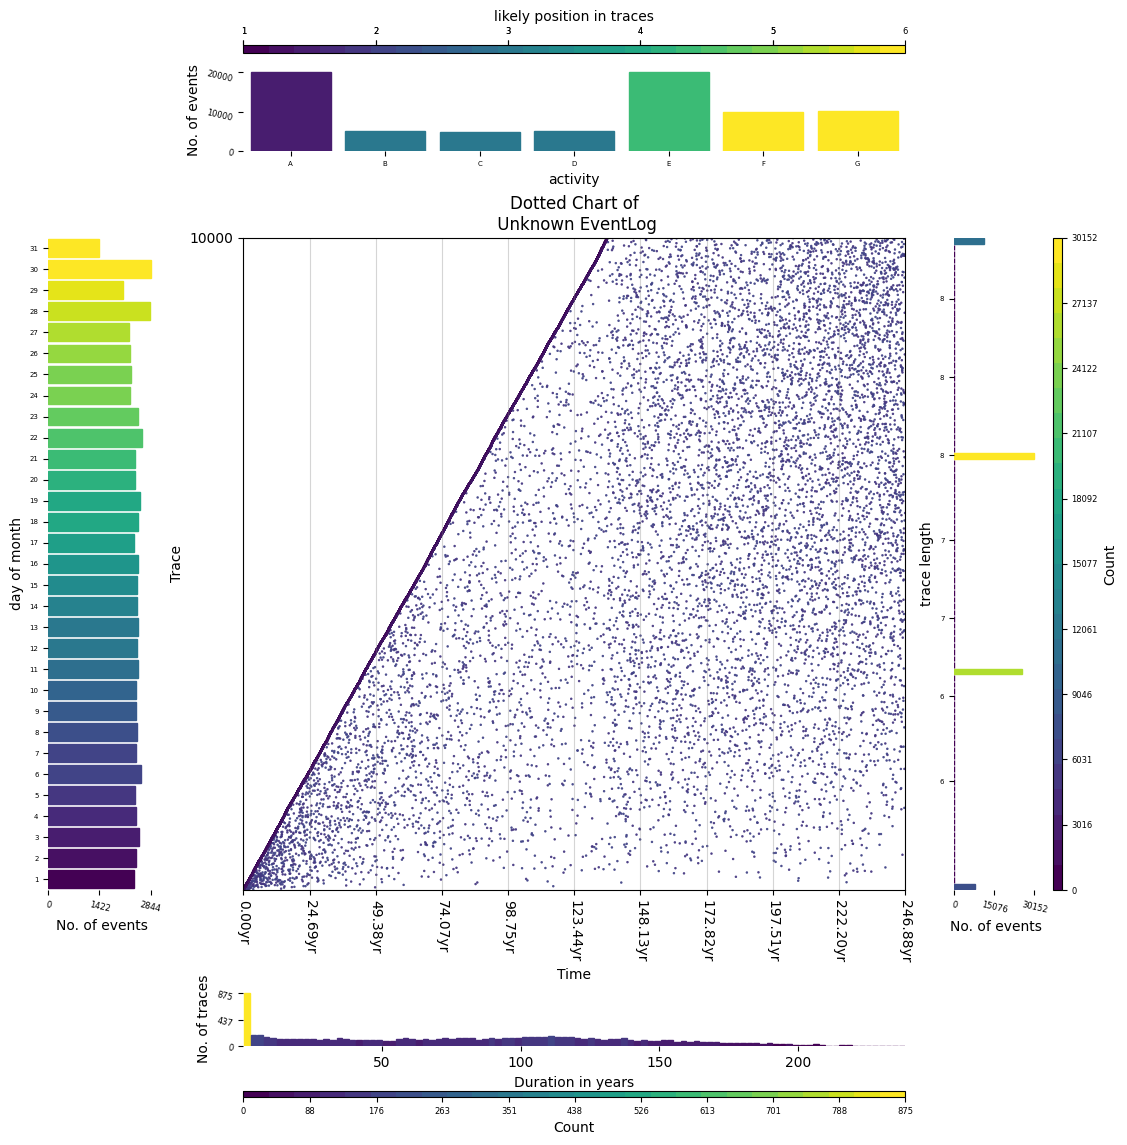 likely position in traces
1 2 3 4 5 6
No. of events
20000
10000
0
A B C D E F G
activity
Dotted Chart of
Unknown EventLog
day of month
31
30
29
28
27
26
25
24
23
22
21
20
19
18
17
16
15
14
13
12
11
10
9
8
7
6
5
4
3
2
1
0 1422 2844
No. of events
10000
Trace
0.00yr 24.69yr 49.38yr 74.07yr 98.75yr 123.44yr 148.13yr 172.82yr 197.51yr 222.20yr 246.88yr
Time
trace length
8
8
8
7
7
6
6
0 15076 30152
No. of events
30152
27137
24122
21107
18092
15077
12061
9046
6031
3016
0
Count
No. of traces
875
437
0
50 100 150 200
Duration in years
0 88 176 263 351 438 526 613 701 788 875
Count